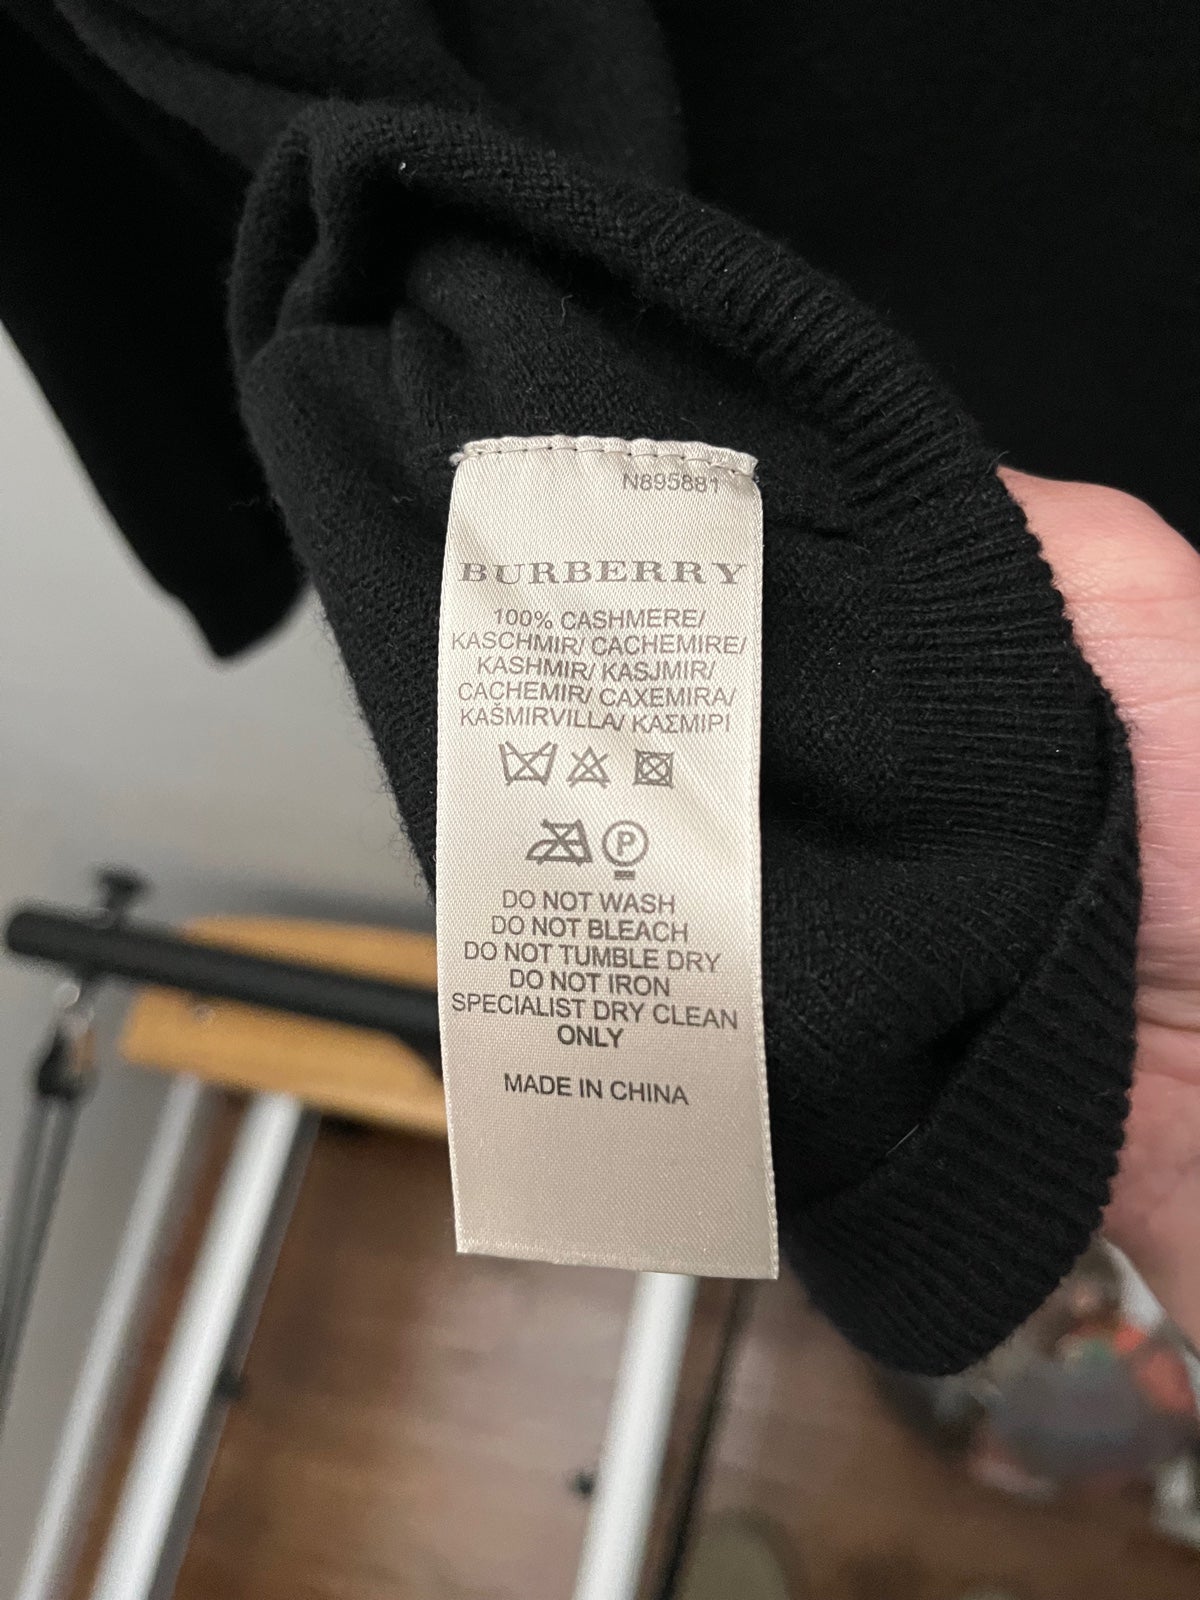 N895881
BURBERRY
100% CASHMERE/
KASCHMIR/ CACHEMIRE/
KASHMIR/ KASJMIR/
CACHEMIR/ CAXEMIRA/
KAŠMIRVILLA/ ΚΑΣΜΙΡΙ
P
DO NOT WASH
DO NOT BLEACH
DO NOT TUMBLE DRY
DO NOT IRON
SPECIALIST DRY CLEAN
ONLY
MADE IN CHINA